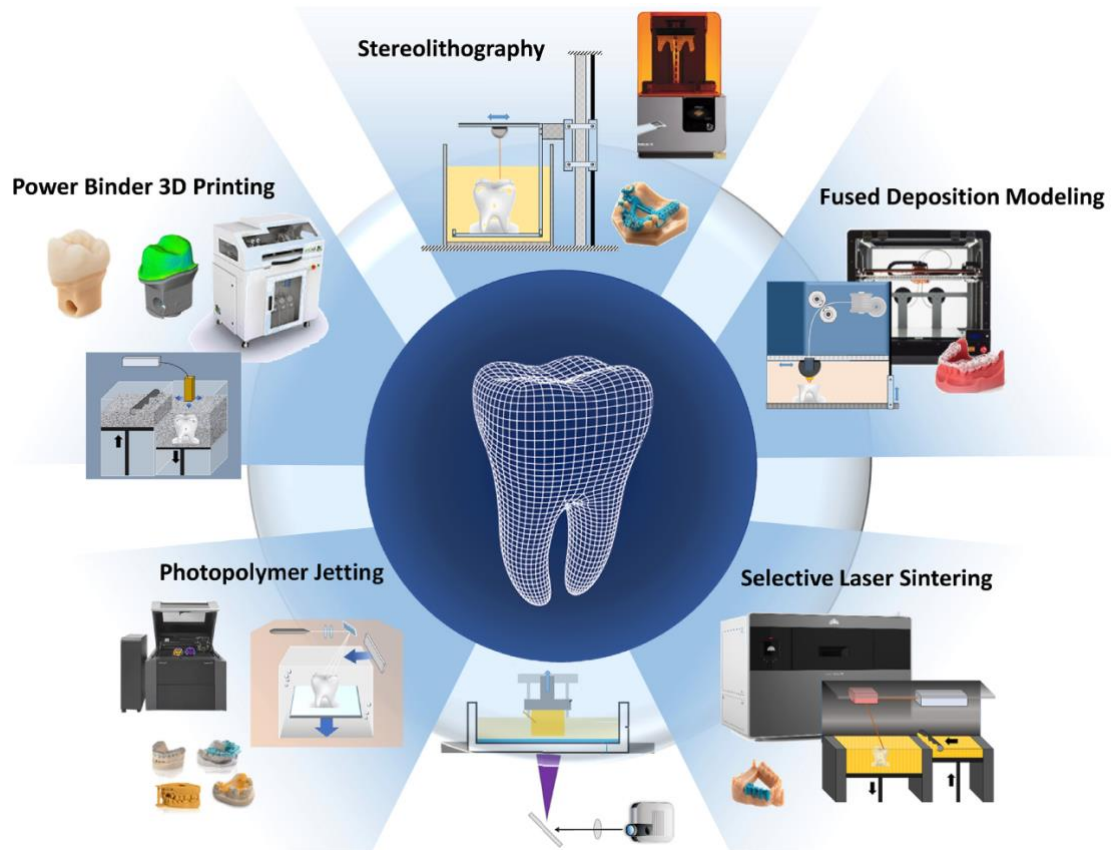 Stereolithography
Power Binder 3D Printing
Fused Deposition Modeling
Photopolymer Jetting
Selective Laser Sintering